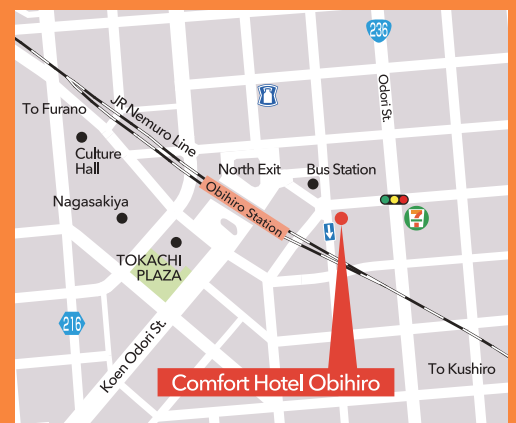 236
Odori St.
To Furano
JR Nemuro Line
Culture
Hall
North Exit
Bus Station
Nagasakiya
Obihiro Station
7
TOKACHI
PLAZA
216
Koen Odori St.
To Kushiro
Comfort Hotel Obihiro